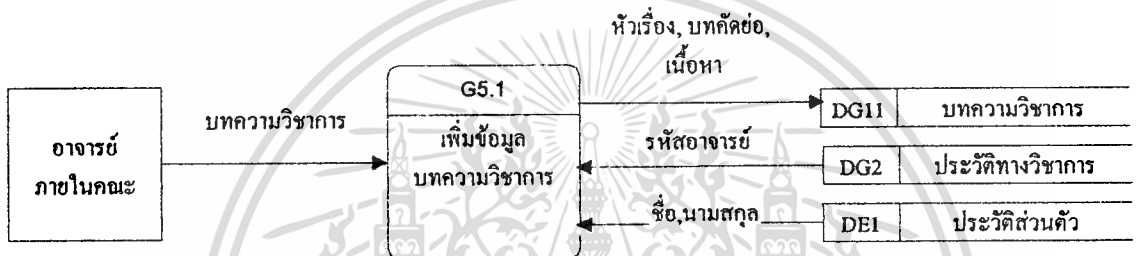 หัวเรื่อง, บทคัดย่อ,
เนื้อหา
G5.1
DG11 บทความวิชาการ
บทความวิชาการ
เพิ่มข้อมูล
บทความวิชาการ
อาจารย์
ภายในคณะ
รหัสอาจารย์
DG2 ประวัติทางวิชาการ
ชื่อ,นามสกุล
DE1 ประวัติส่วนตัว